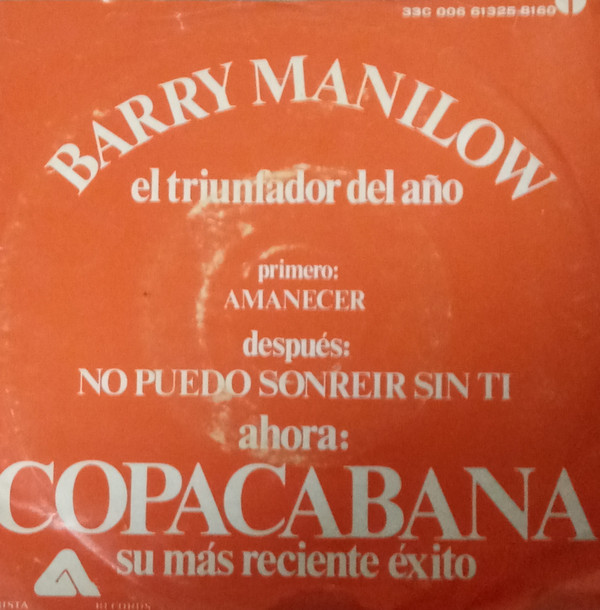 33C 006 61325-8160
BARRY MANILOW
el triunfador del año
primero:
AMANECER
después:
NO PUEDO SONREIR SIN TI
ahora:
COPACABANA
su más reciente éxito
RECORDS